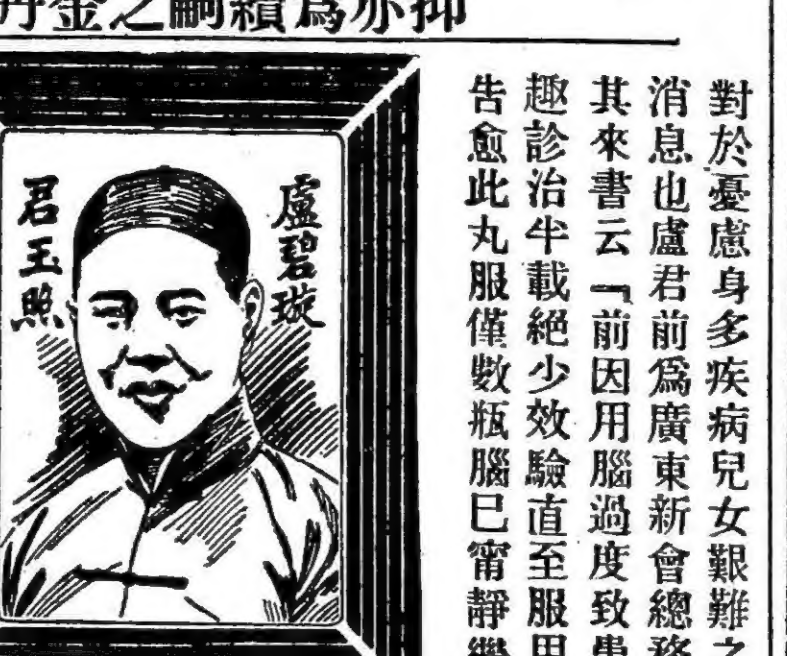 抑亦爲續嗣之金丹
對於憂慮身多疾病兒女艱難之
消息也盧君前爲廣東新會總務
其來書云『前因用腦過度致患
趣診治半載絕少效驗直至服用
告愈此丸服僅數瓶腦已甯靜繼
盧碧璇
君玉照